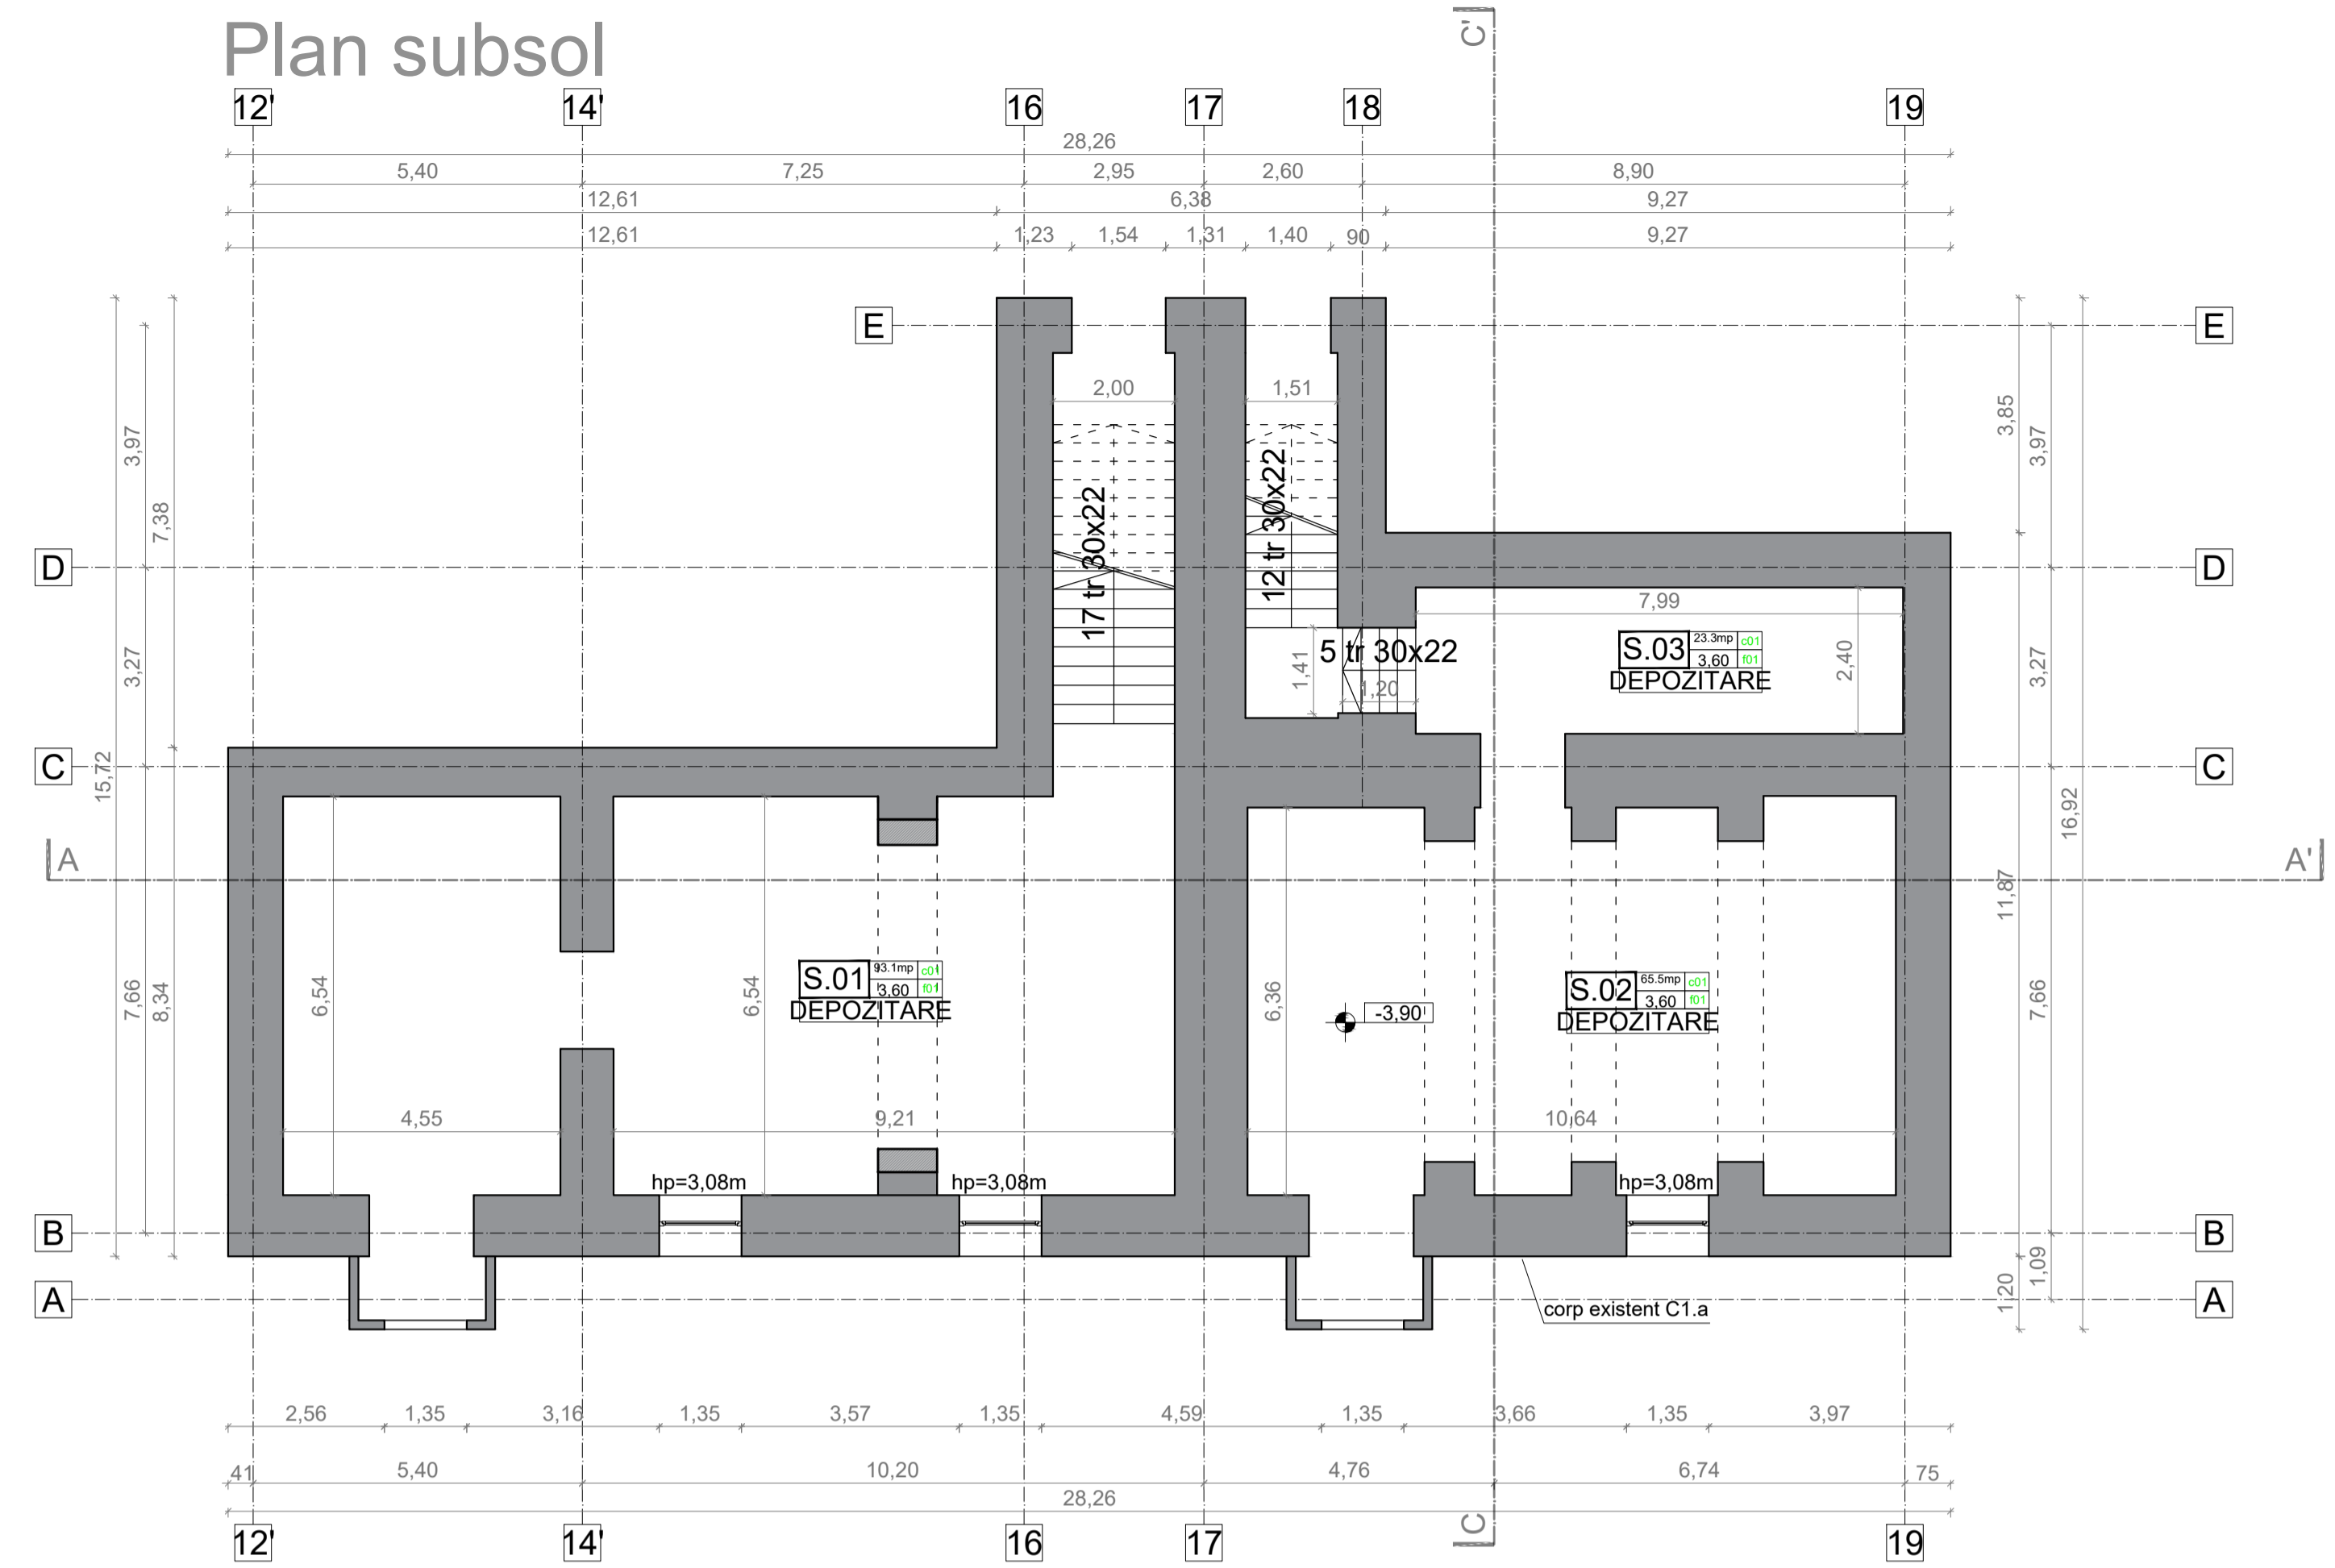 Plan subsol
C'
12' 14' 16 17 18 19
28,26
5,40 7,25 2,95 2,60 8,90
12,61 6,38 9,27
12,61 1,23 1,54 1,31 1,40 90 9,27
E E
2,00 1,51
3,97 7,38 3,85 3,97
17 tr 30x22 12 tr 30x22
D D
7,99
5 tr 30x22
S.03 23.3mp c01
3,60 f01
DEPOZITARE
1,41 1,20 2,40
3,27 3,27
C C
15,72 16,92
A A'
11,87
S.01 93.1mp c01
3,60 f01
DEPOZITARE
S.02 65.5mp c01
3,60 f01
DEPOZITARE
-3,90
7,66 8,34 6,54 6,54 6,36 7,66
4,55 9,21 10,64
hp=3,08m hp=3,08m hp=3,08m
B B
1,20 1,09
A A
corp existent C1.a
2,56 1,35 3,16 1,35 3,57 1,35 4,59 1,35 3,66 1,35 3,97
41 5,40 10,20 4,76 6,74 75
28,26
C
12' 14' 16 17 19